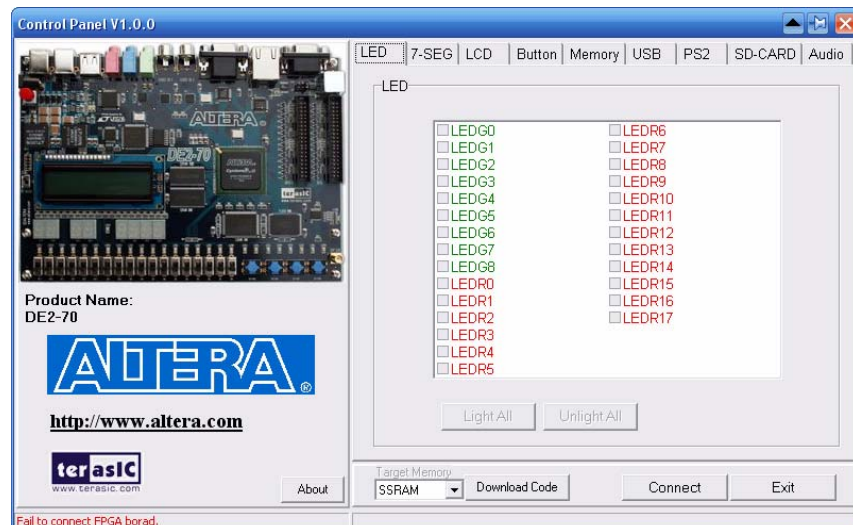 Control Panel V1.0.0
LED 7-SEG LCD Button Memory USB PS2 SD-CARD Audio
ALTERA
DE2-70
Product Name:
DE2-70
ALTERA®
http://www.altera.com
terasIC
www.terasic.com
About
LED
LEDG0
LEDG1
LEDG2
LEDG3
LEDG4
LEDG5
LEDG6
LEDG7
LEDG8
LEDR0
LEDR1
LEDR2
LEDR3
LEDR4
LEDR5
LEDR6
LEDR7
LEDR8
LEDR9
LEDR10
LEDR11
LEDR12
LEDR13
LEDR14
LEDR15
LEDR16
LEDR17
Light All Unlight All
Target Memory
SSRAM Download Code Connect Exit
Fail to connect FPGA borad.